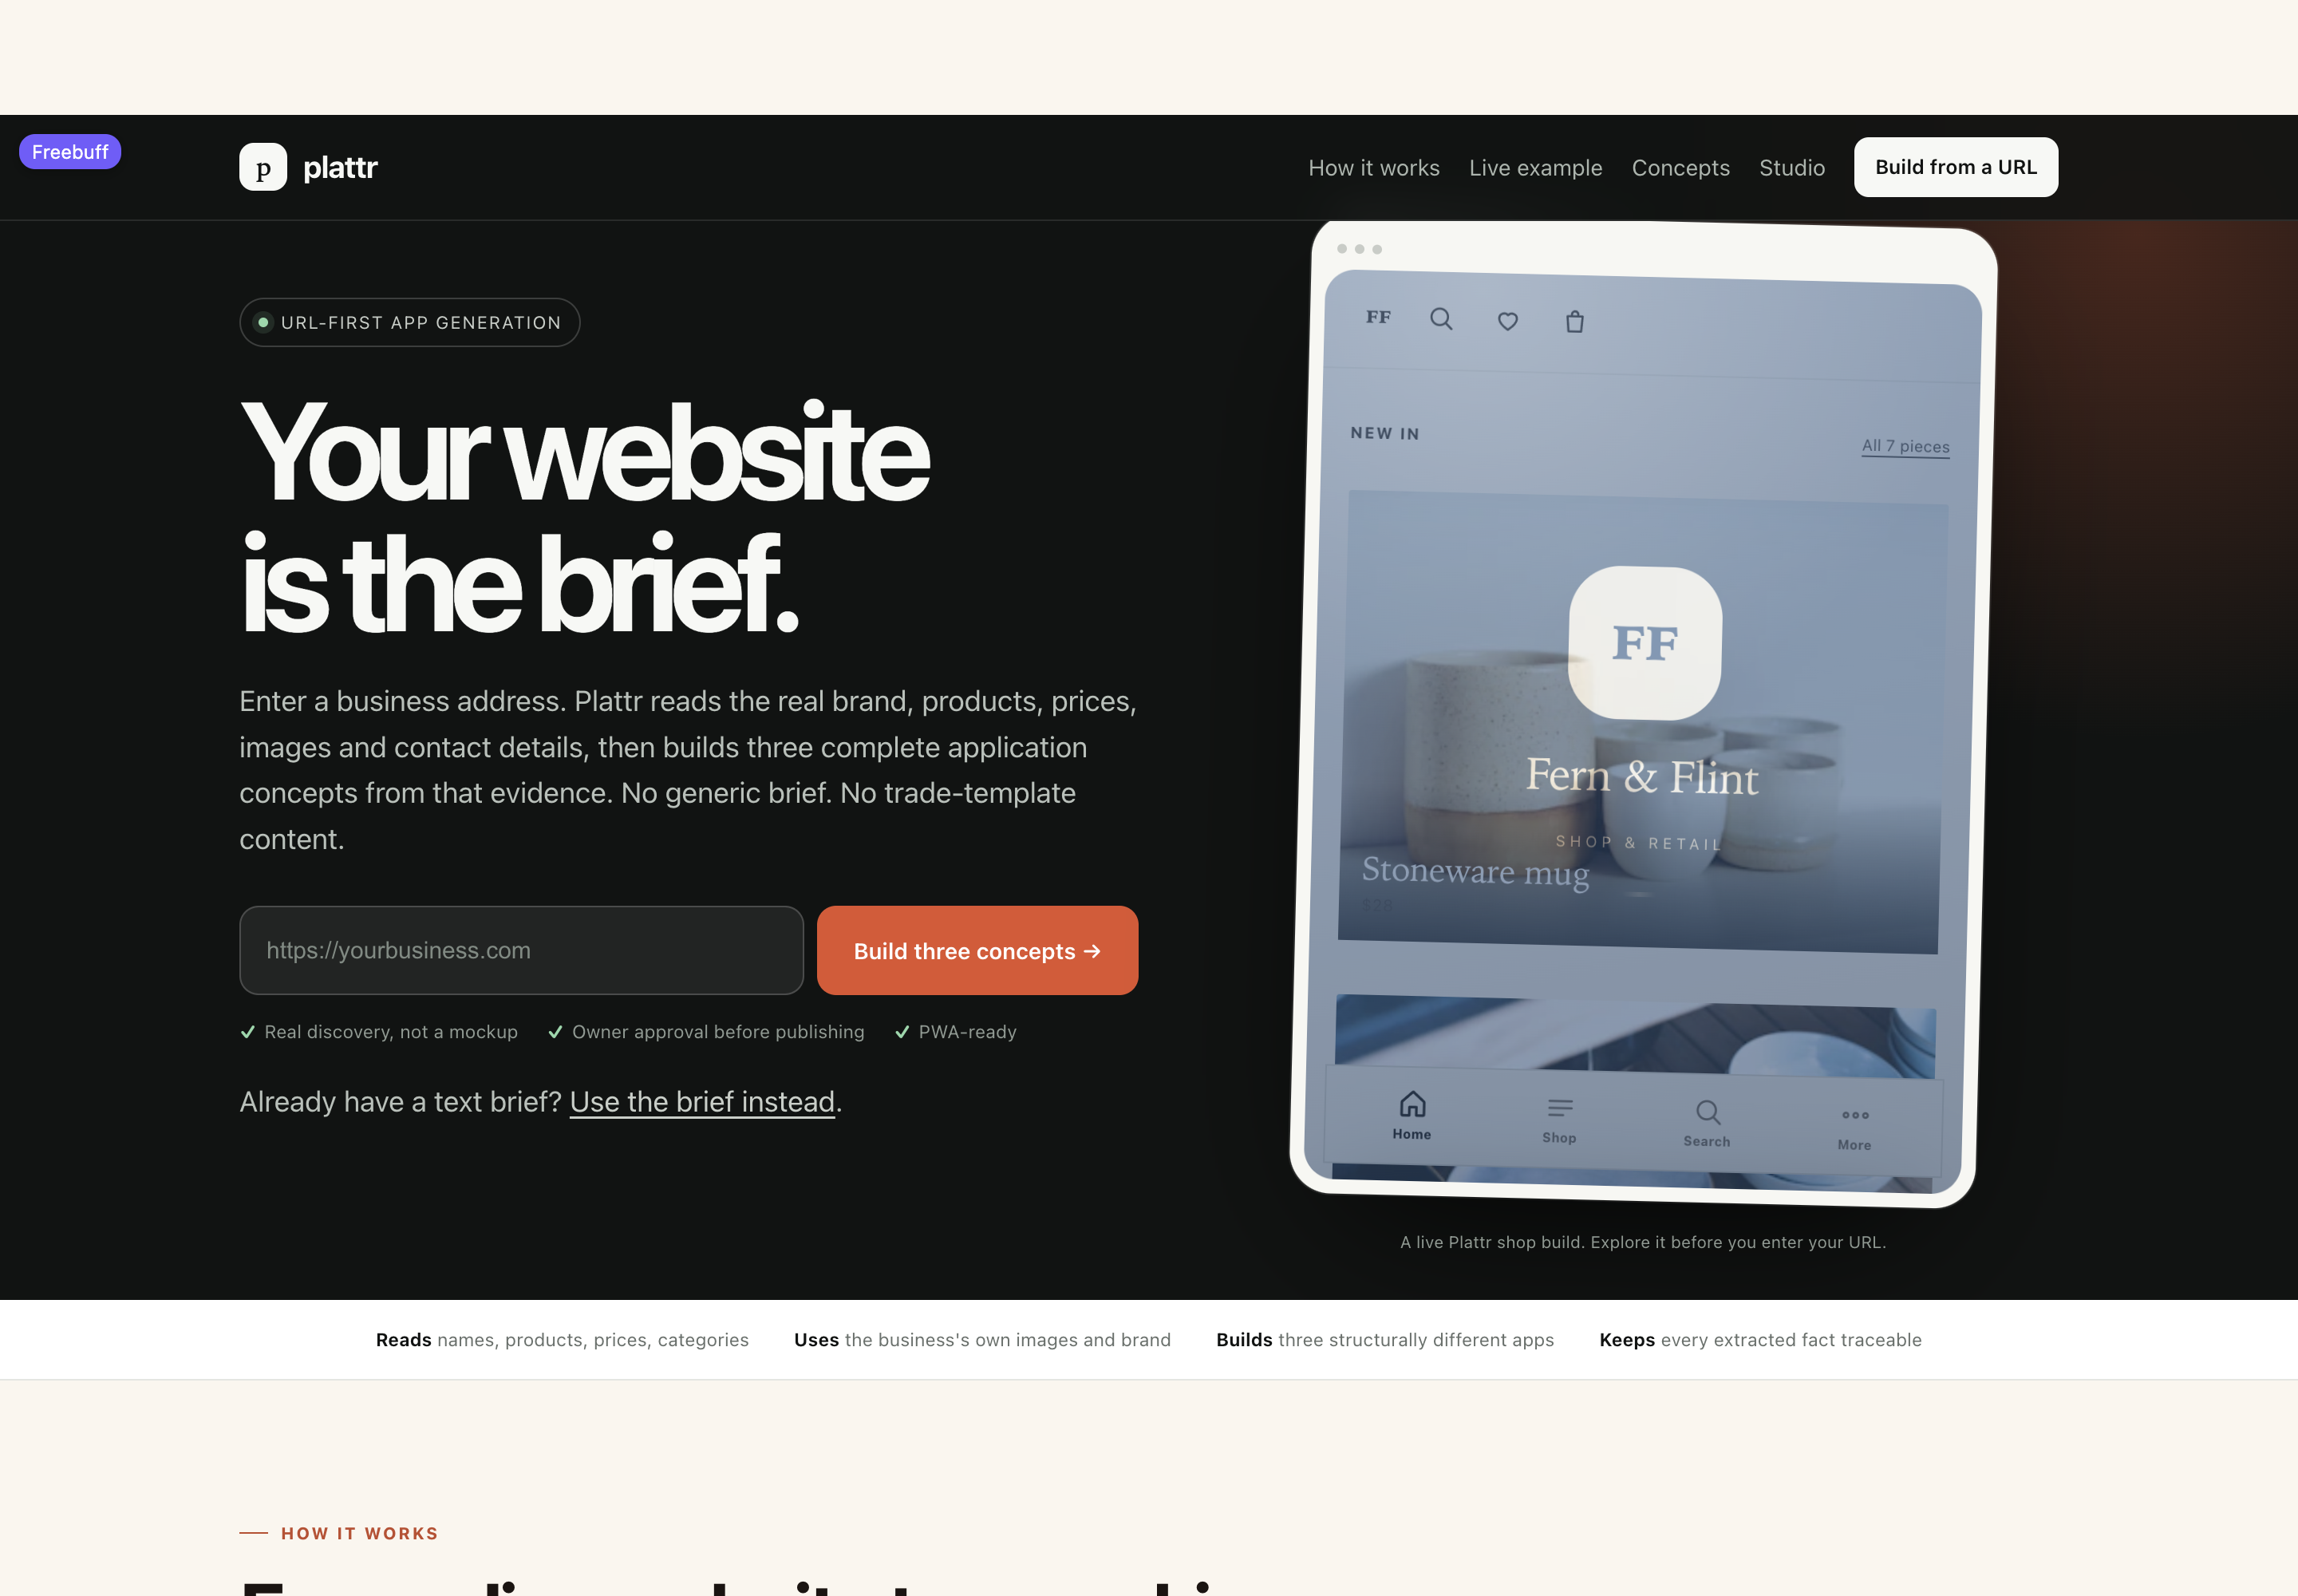 Freebuff
p plattr
How it works Live example Concepts Studio Build from a URL
URL-FIRST APP GENERATION
Your website
is the brief.
Enter a business address. Plattr reads the real brand, products, prices,
images and contact details, then builds three complete application
concepts from that evidence. No generic brief. No trade-template
content.
https://yourbusiness.com
Build three concepts →
Real discovery, not a mockup Owner approval before publishing PWA-ready
Already have a text brief? Use the brief instead.
FF
NEW IN
All 7 pieces
FF
Fern & Flint
SHOP & RETAIL
Stoneware mug
$28
Home Shop Search More
A live Plattr shop build. Explore it before you enter your URL.
Reads names, products, prices, categories Uses the business's own images and brand Builds three structurally different apps Keeps every extracted fact traceable
HOW IT WORKS